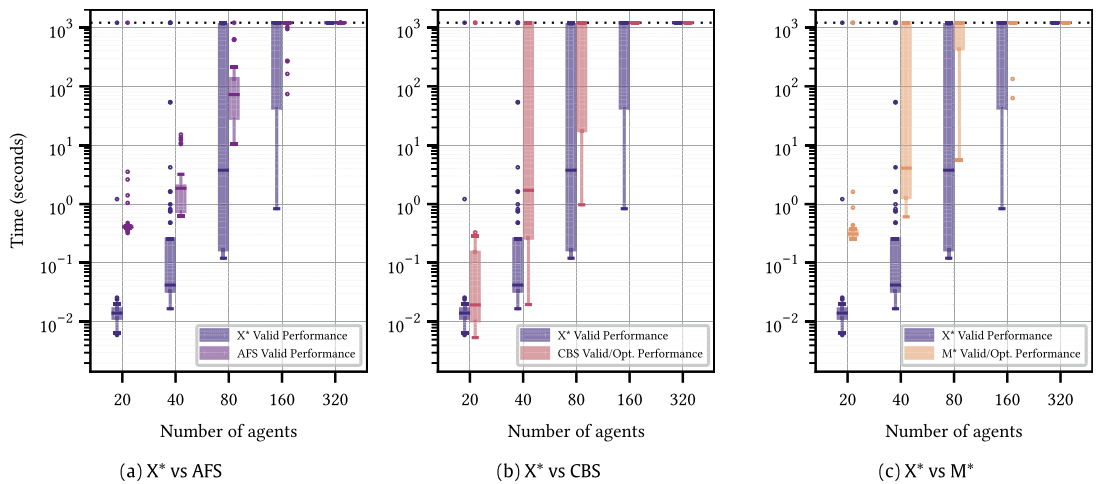 Time (seconds)
10³
10²
10¹
10⁰
10⁻¹
10⁻²
X* Valid Performance
AFS Valid Performance
20 40 80 160 320
Number of agents
(a) X* vs AFS
10³
10²
10¹
10⁰
10⁻¹
10⁻²
X* Valid Performance
CBS Valid/Opt. Performance
20 40 80 160 320
Number of agents
(b) X* vs CBS
10³
10²
10¹
10⁰
10⁻¹
10⁻²
X* Valid Performance
M* Valid/Opt. Performance
20 40 80 160 320
Number of agents
(c) X* vs M*